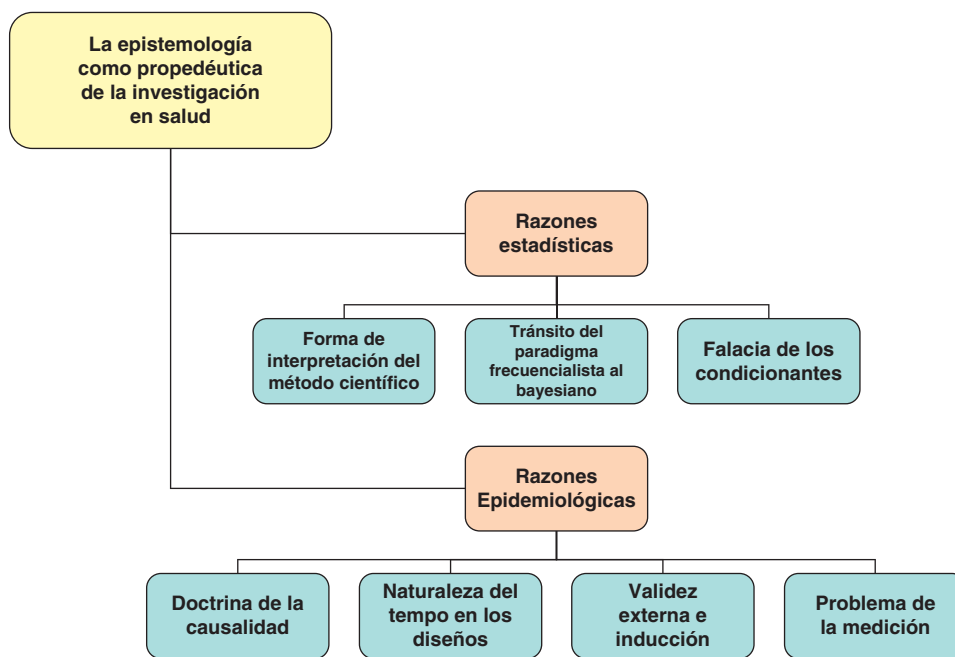 La epistemología
como propedéutica
de la investigación
en salud
Razones
estadísticas
Forma de
interpretación del
método científico
Tránsito del
paradigma
frecuencialista al
bayesiano
Falacia de los
condicionantes
Razones
Epidemiológicas
Doctrina de la
causalidad
Naturaleza del
tempo en los
diseños
Validez
externa e
inducción
Problema de
la medición